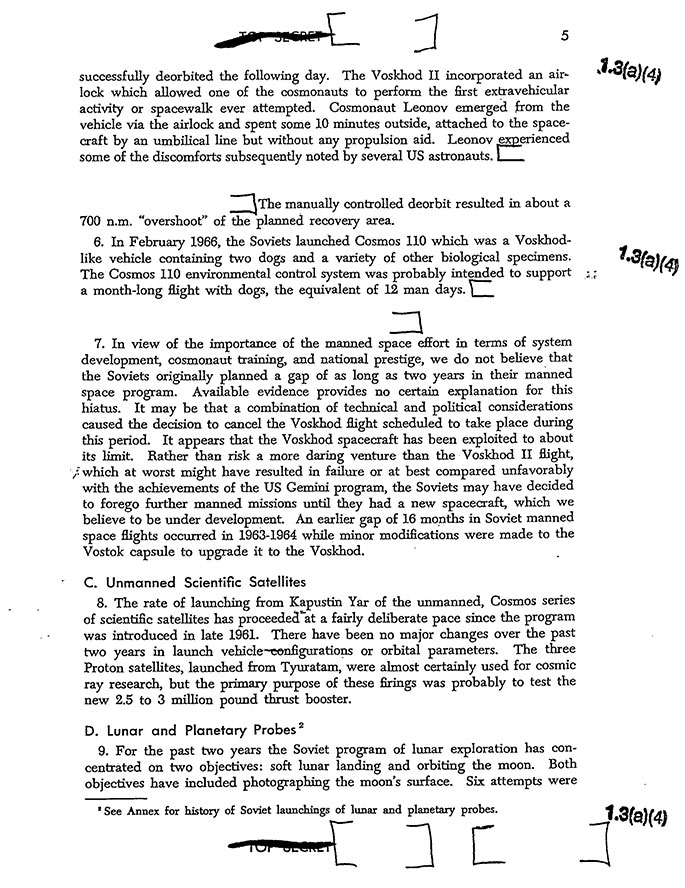 TOP SECRET
5
1.3(a)(4)
successfully deorbited the following day. The Voskhod II incorporated an air-
lock which allowed one of the cosmonauts to perform the first extravehicular
activity or spacewalk ever attempted. Cosmonaut Leonov emerged from the
vehicle via the airlock and spent some 10 minutes outside, attached to the space-
craft by an umbilical line but without any propulsion aid. Leonov experienced
some of the discomforts subsequently noted by several US astronauts.
The manually controlled deorbit resulted in about a
700 n.m. “overshoot” of the planned recovery area.
6. In February 1966, the Soviets launched Cosmos 110 which was a Voskhod-
like vehicle containing two dogs and a variety of other biological specimens.
1.3(a)(4)
The Cosmos 110 environmental control system was probably intended to support
a month-long flight with dogs, the equivalent of 12 man days.
7. In view of the importance of the manned space effort in terms of system
development, cosmonaut training, and national prestige, we do not believe that
the Soviets originally planned a gap of as long as two years in their manned
space program. Available evidence provides no certain explanation for this
hiatus. It may be that a combination of technical and political considerations
caused the decision to cancel the Voskhod flight scheduled to take place during
this period. It appears that the Voskhod spacecraft has been exploited to about
its limit. Rather than risk a more daring venture than the Voskhod II flight,
which at worst might have resulted in failure or at best compared unfavorably
with the achievements of the US Gemini program, the Soviets may have decided
to forego further manned missions until they had a new spacecraft, which we
believe to be under development. An earlier gap of 16 months in Soviet manned
space flights occurred in 1963-1964 while minor modifications were made to the
Vostok capsule to upgrade it to the Voskhod.
C. Unmanned Scientific Satellites
8. The rate of launching from Kapustin Yar of the unmanned, Cosmos series
of scientific satellites has proceeded at a fairly deliberate pace since the program
was introduced in late 1961. There have been no major changes over the past
two years in launch vehicle configurations or orbital parameters. The three
Proton satellites, launched from Tyuratam, were almost certainly used for cosmic
ray research, but the primary purpose of these firings was probably to test the
new 2.5 to 3 million pound thrust booster.
D. Lunar and Planetary Probes²
9. For the past two years the Soviet program of lunar exploration has con-
centrated on two objectives: soft lunar landing and orbiting the moon. Both
objectives have included photographing the moon’s surface. Six attempts were
² See Annex for history of Soviet launchings of lunar and planetary probes.
1.3(a)(4)
TOP SECRET